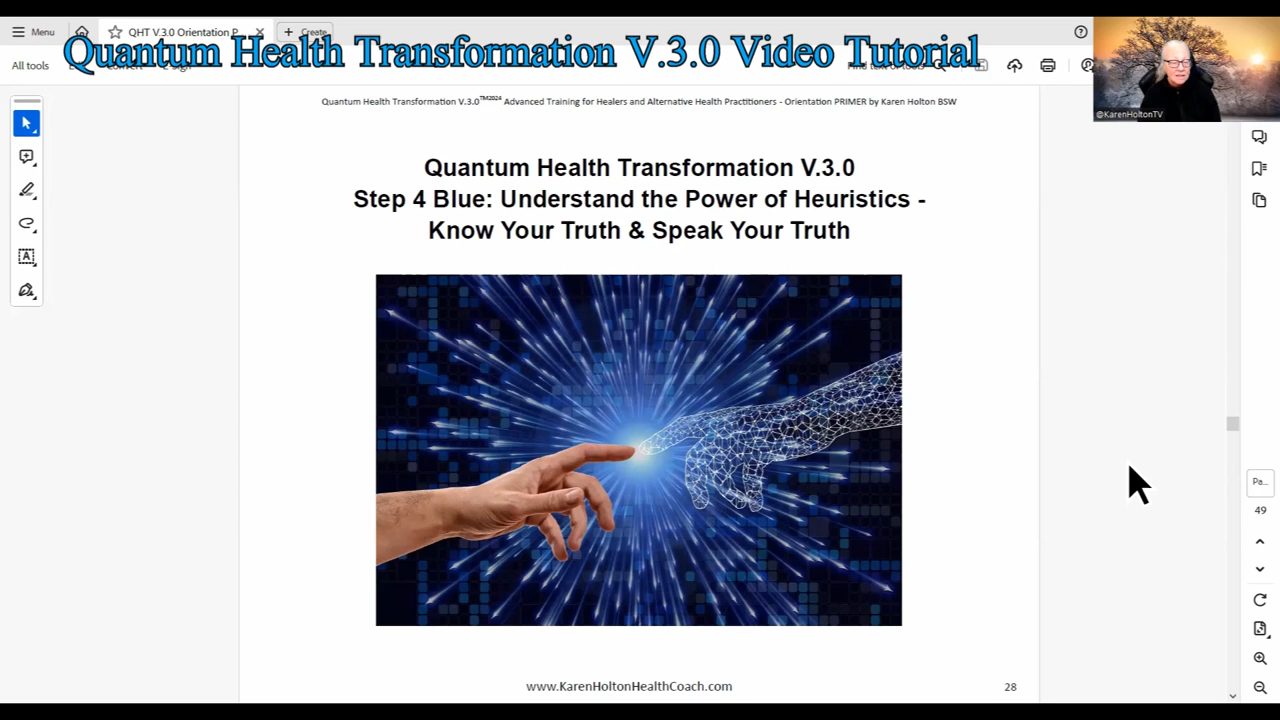 Menu
QHT V.3.0 Orientation P...
Create
Quantum Health Transformation V.3.0 Video Tutorial
All tools
@KarenHoltonTV
Quantum Health Transformation V.3.0™2024 Advanced Training for Healers and Alternative Health Practitioners - Orientation PRIMER by Karen Holton BSW
Quantum Health Transformation V.3.0
Step 4 Blue: Understand the Power of Heuristics -
Know Your Truth & Speak Your Truth
Pa...
49
www.KarenHoltonHealthCoach.com
28